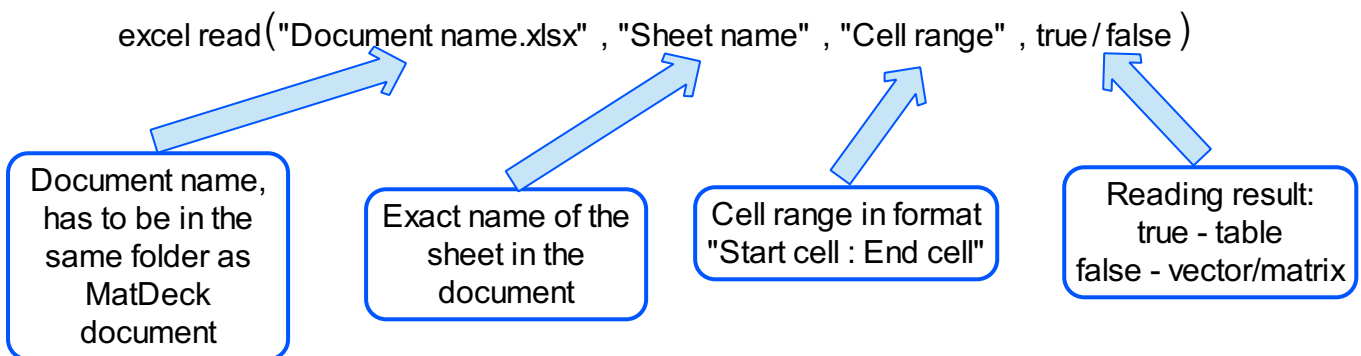 excel read("Document name.xlsx" , "Sheet name" , "Cell range" , true/false)
Document name,
has to be in the
same folder as
MatDeck
document
Exact name of the
sheet in the
document
Cell range in format
"Start cell : End cell"
Reading result:
true - table
false - vector/matrix